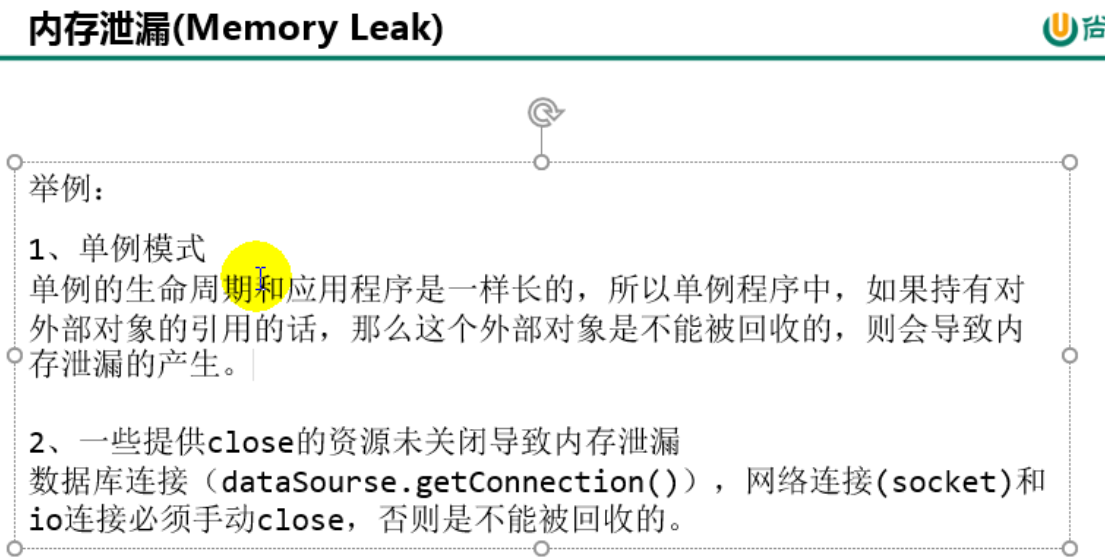 内存泄漏(Memory Leak)
尚
举例：
1、单例模式
单例的生命周期和应用程序是一样长的，所以单例程序中，如果持有对
外部对象的引用的话，那么这个外部对象是不能被回收的，则会导致内
存泄漏的产生。
2、一些提供close的资源未关闭导致内存泄漏
数据库连接（dataSourse.getConnection()），网络连接(socket)和
io连接必须手动close，否则是不能被回收的。